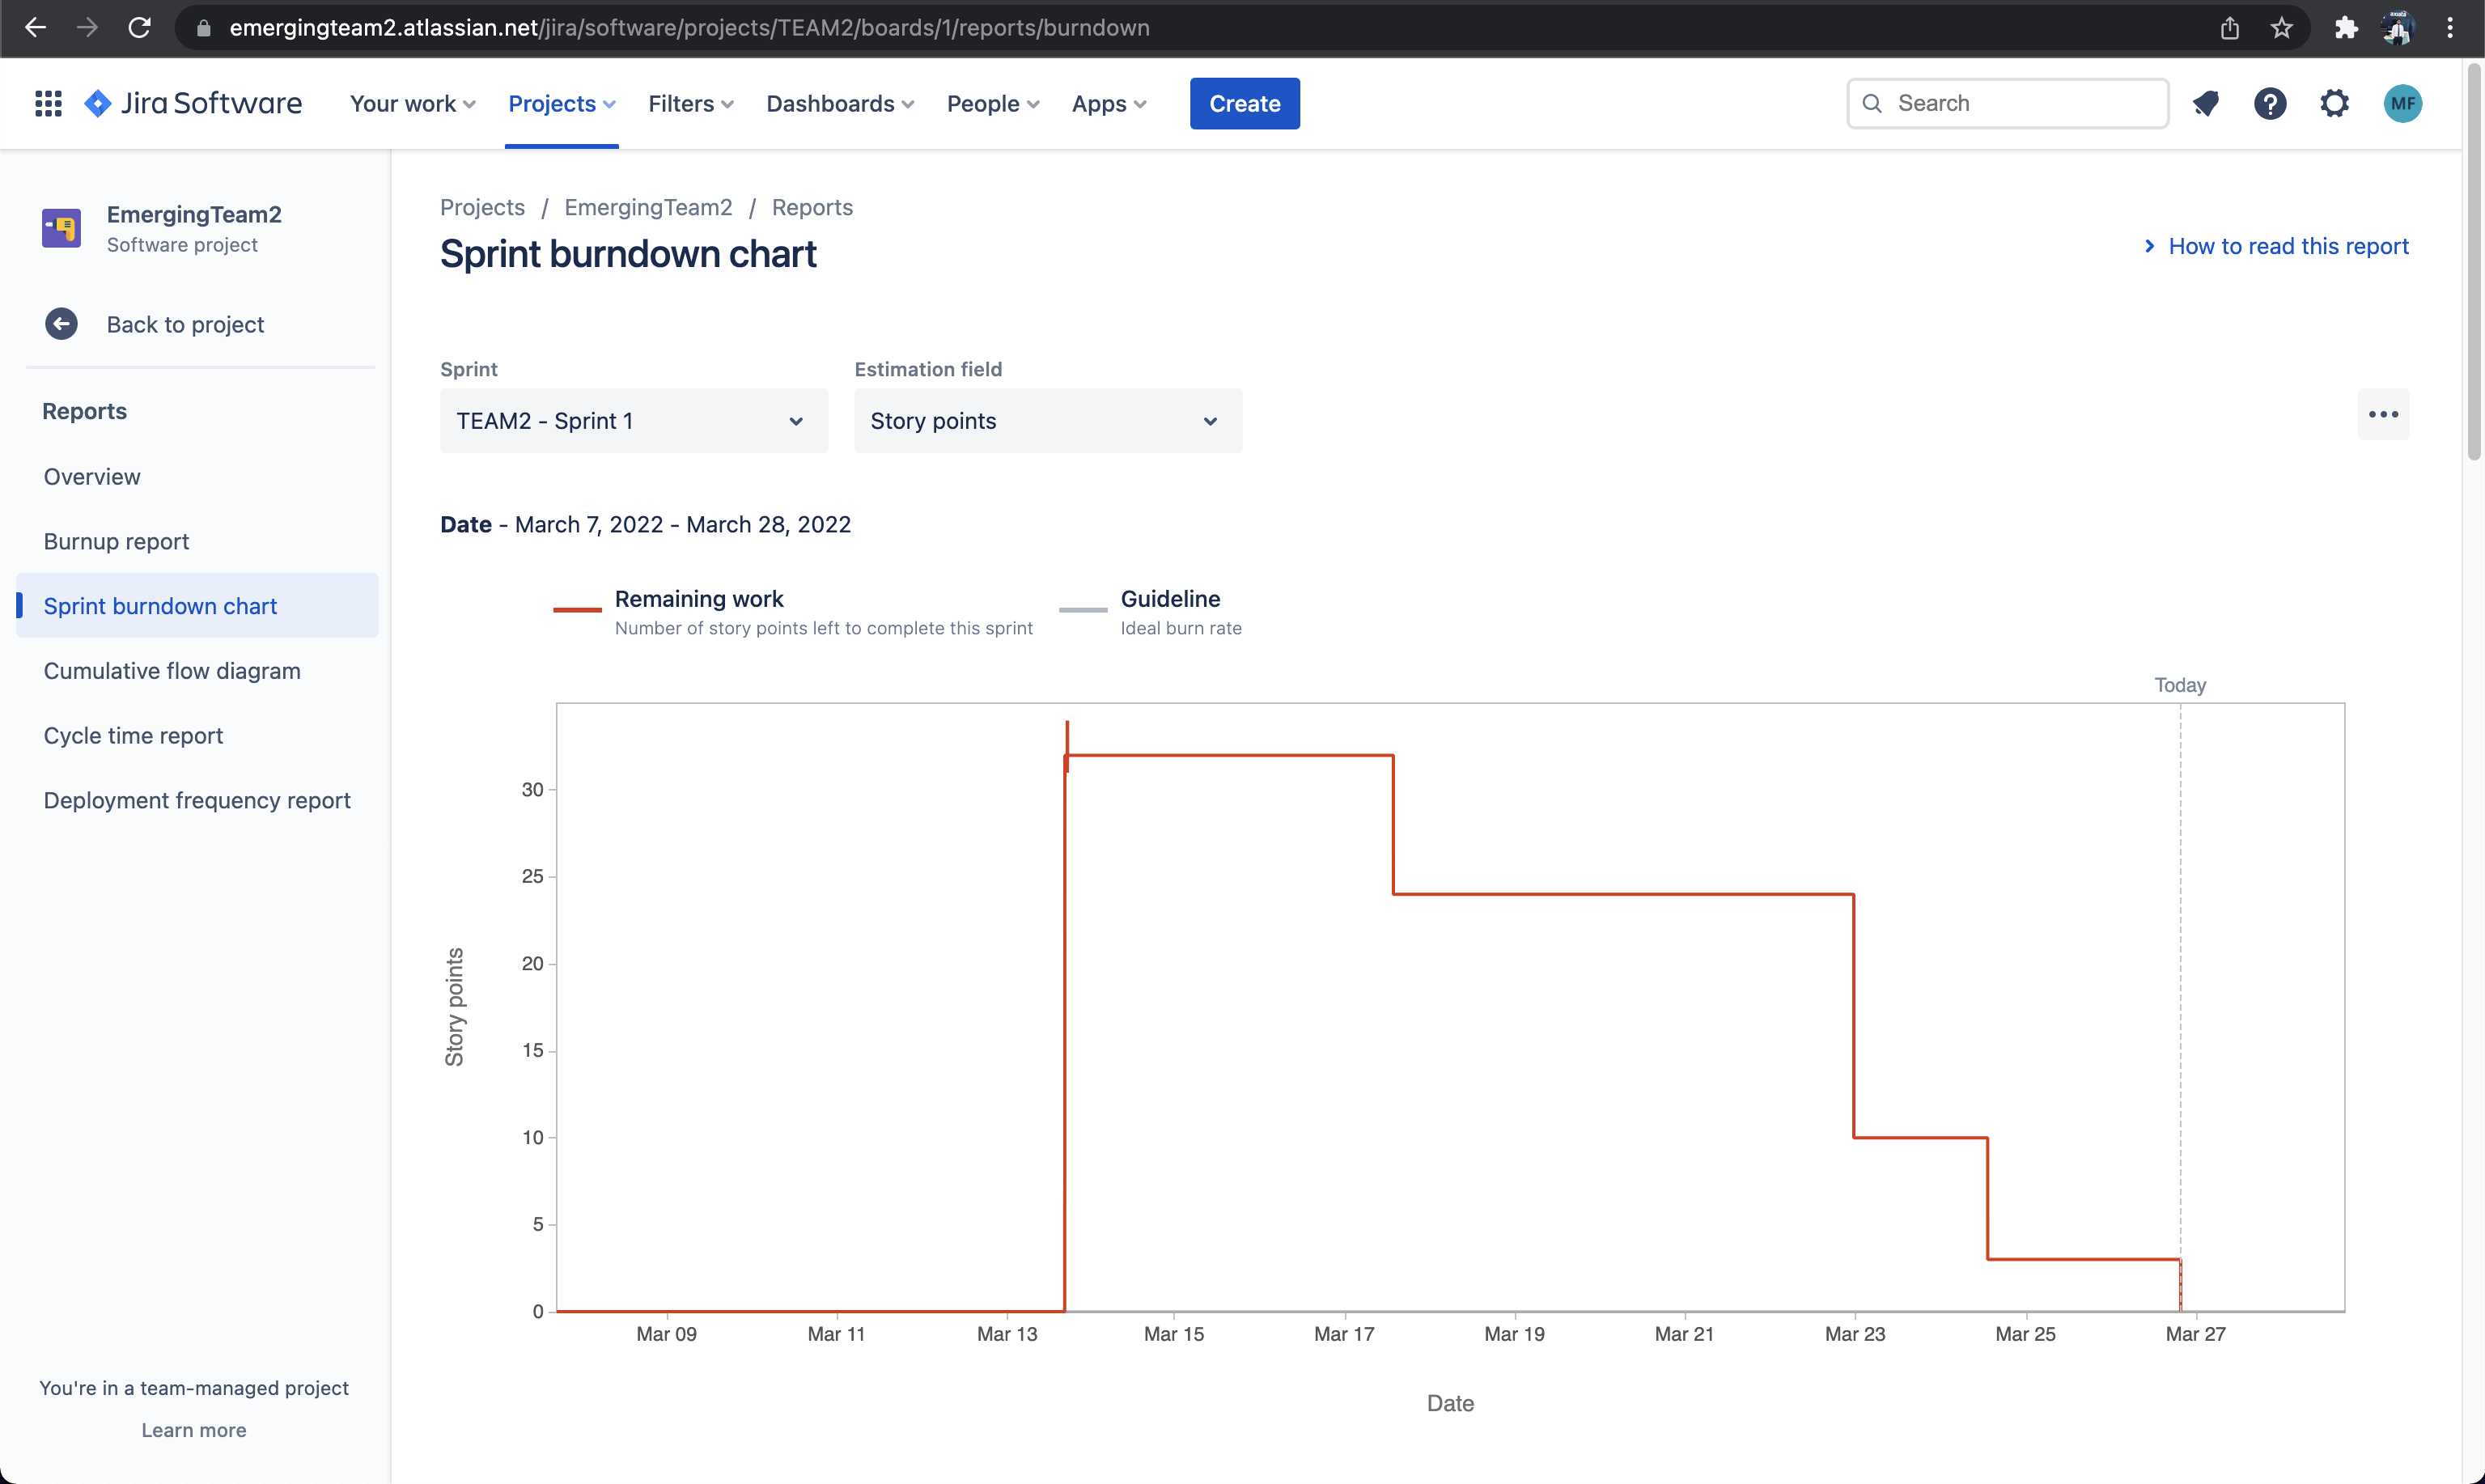 emergingteam2.atlassian.net/jira/software/projects/TEAM2/boards/1/reports/burndown
Jira Software Your work Projects Filters Dashboards People Apps Create Search MF
EmergingTeam2
Software project
Back to project
Reports
Overview
Burnup report
Sprint burndown chart
Cumulative flow diagram
Cycle time report
Deployment frequency report
You're in a team-managed project
Learn more
Projects / EmergingTeam2 / Reports
Sprint burndown chart
How to read this report
Sprint Estimation field
TEAM2 - Sprint 1 Story points
Date - March 7, 2022 - March 28, 2022
Remaining work Guideline
Number of story points left to complete this sprint Ideal burn rate
Today
30
25
20
15
10
5
0
Story points
Mar 09 Mar 11 Mar 13 Mar 15 Mar 17 Mar 19 Mar 21 Mar 23 Mar 25 Mar 27
Date